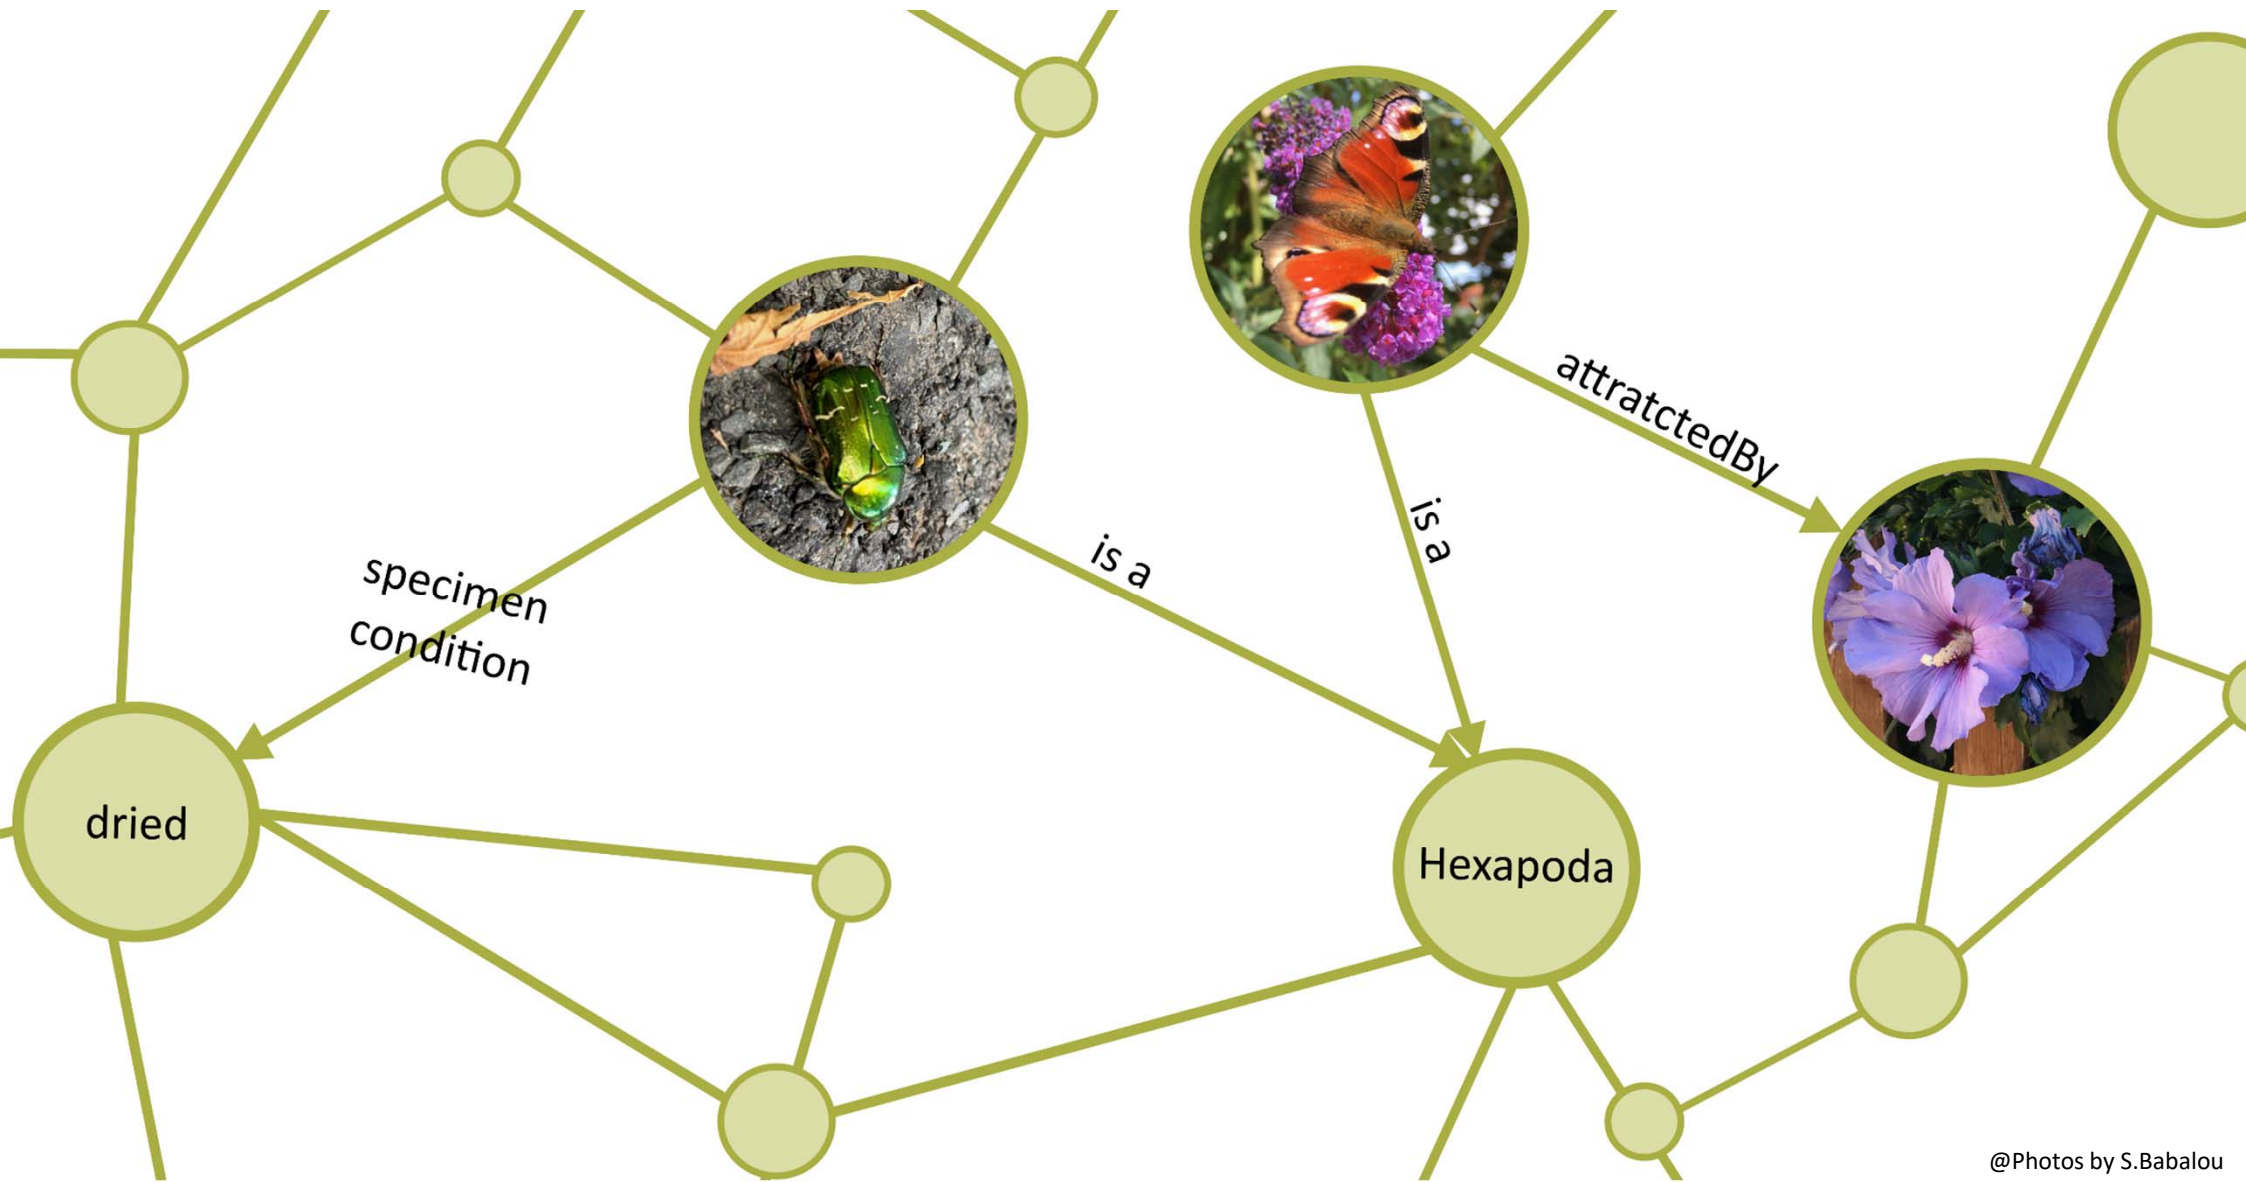 attratctedBy
is a
is a
specimen
condition
dried
Hexapoda
@Photos by S.Babalou